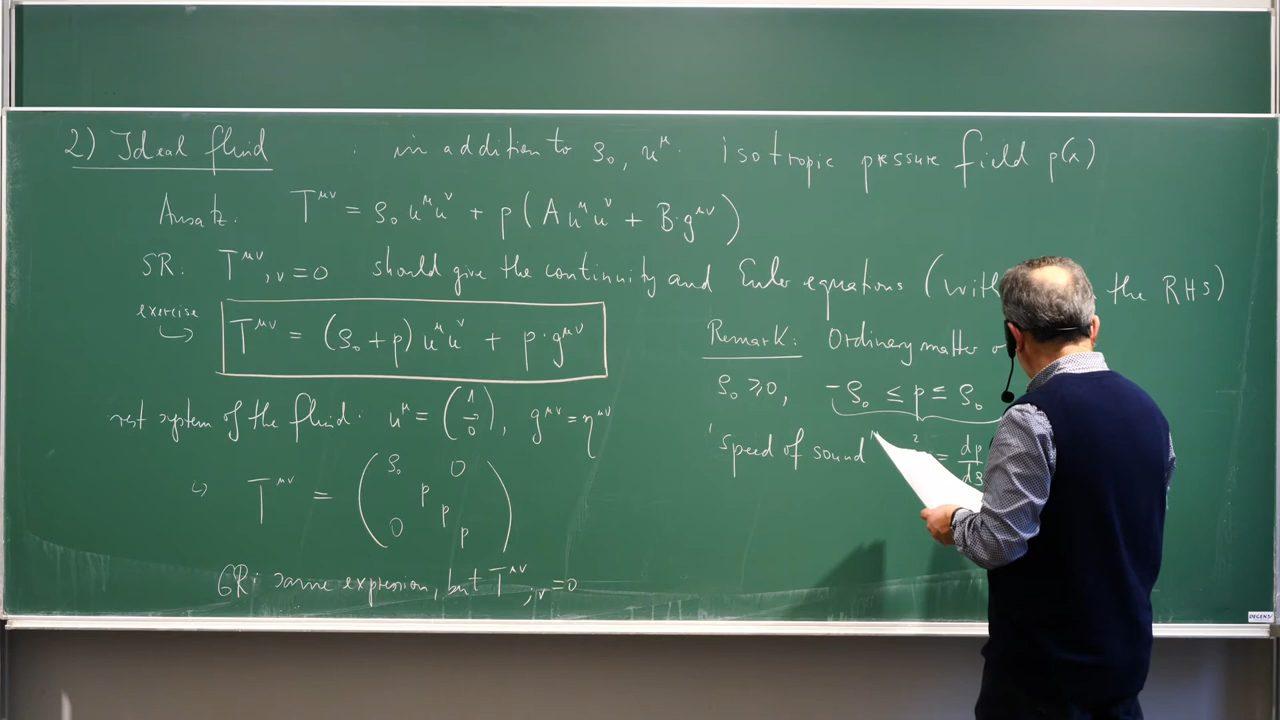 2) Ideal fluid : in addition to ρ₀, u^μ isotropic pressure field p(x)
Ansatz: T^μν = ρ₀ u^μ u^ν + p (A u^μ u^ν + B·g^μν)
SR: T^μν,ν = 0 should give the continuity and Euler equations ( the RHS)
exercise
↪ T^μν = (ρ₀+p) u^μ u^ν + p·g^μν
Remark: Ordinary matter
ρ₀ ≥ 0, -ρ₀ ≤ p ≤ ρ₀
rest system of the fluid: u^μ = (1 0), g^μν = η^μν
"speed of sound" ² = dp
↪ T^μν = (ρ₀ 0 p p 0 p)
GR: same expression, but T^μν;ν = 0
DEGEN